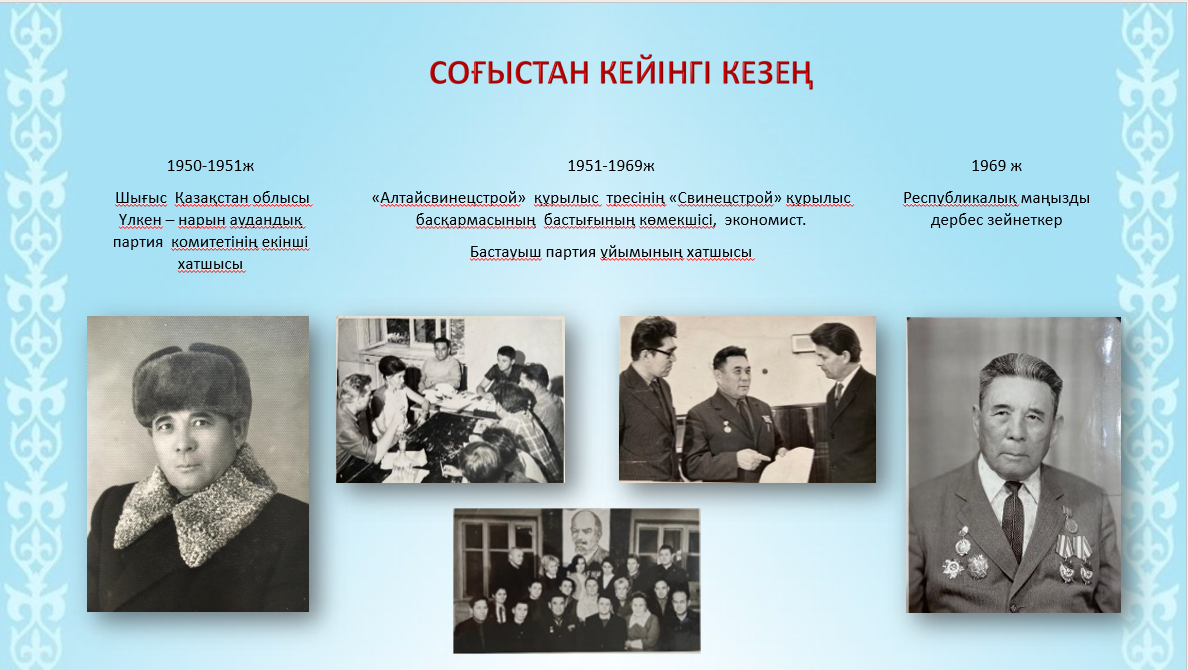 СОҒЫСТАН КЕЙІНГІ КЕЗЕҢ
1950-1951ж
Шығыс Қазақстан облысы
Үлкен – нарын аудандық
партия комитетінің екінші
хатшысы
1951-1969ж
«Алтайсвинецстрой» құрылыс тресінің «Свинецстрой» құрылыс
басқармасының бастығының көмекшісі, экономист.
Бастауыш партия ұйымының хатшысы
1969 ж
Республикалық маңызды
дербес зейнеткер